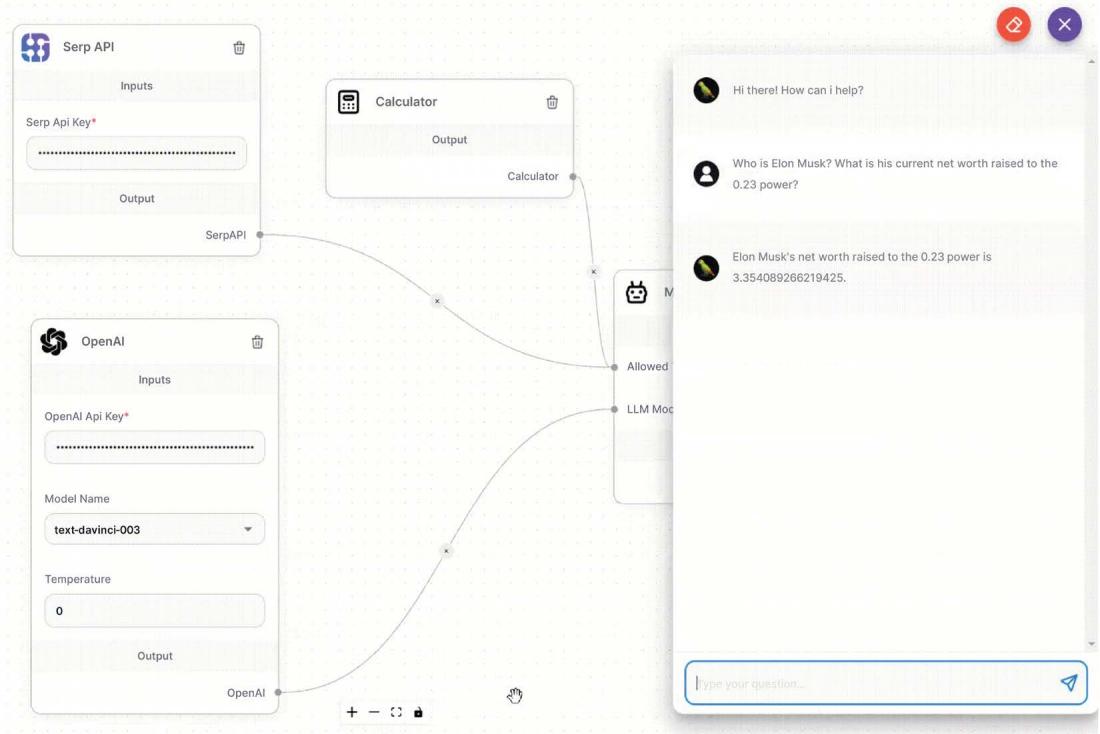 Serp API
Inputs
Serp Api Key*
••••••••••••••••••••••••••••••••••••••••••••••••••
Output
SerpAPI
Calculator
Output
Calculator
OpenAI
Inputs
OpenAI Api Key*
••••••••••••••••••••••••••••••••••••••••••••••••••
Model Name
text-davinci-003
Temperature
0
Output
OpenAI
M
Allowed
LLM Mod
Hi there! How can i help?
Who is Elon Musk? What is his current net worth raised to the
0.23 power?
Elon Musk's net worth raised to the 0.23 power is
3.354089266219425.
Type your question...